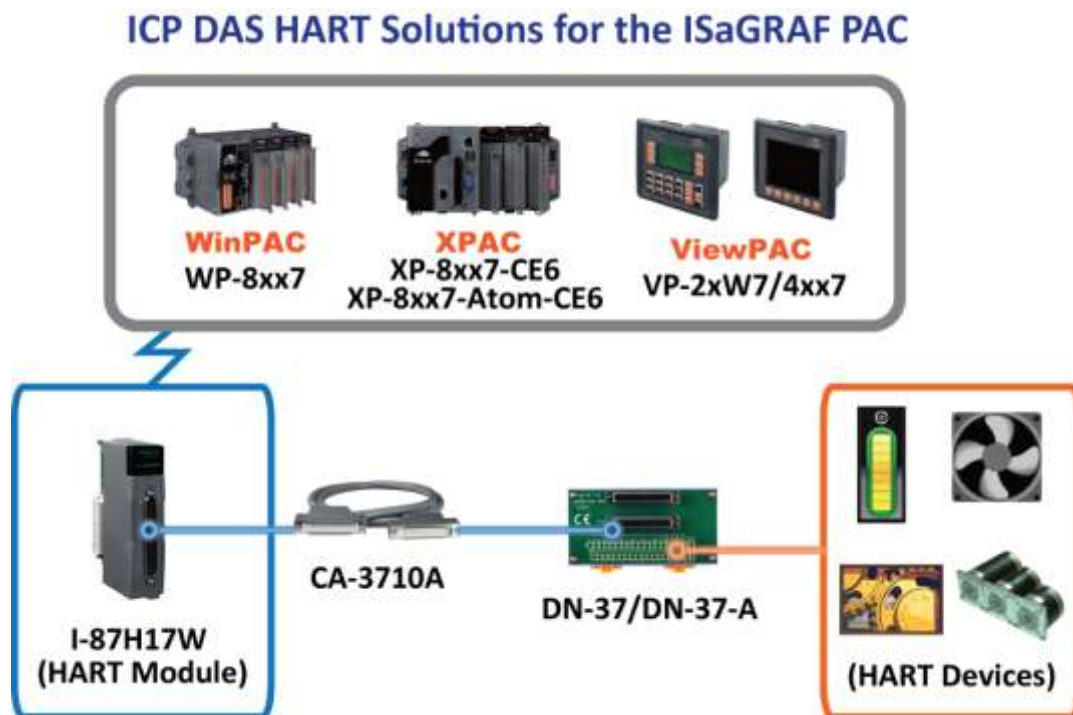 ICP DAS HART Solutions for the ISaGRAF PAC
WinPAC
WP-8xx7
XPAC
XP-8xx7-CE6
XP-8xx7-Atom-CE6
ViewPAC
VP-2xW7/4xx7
I-87H17W
(HART Module)
CA-3710A
CE
DN-37/DN-37-A
(HART Devices)